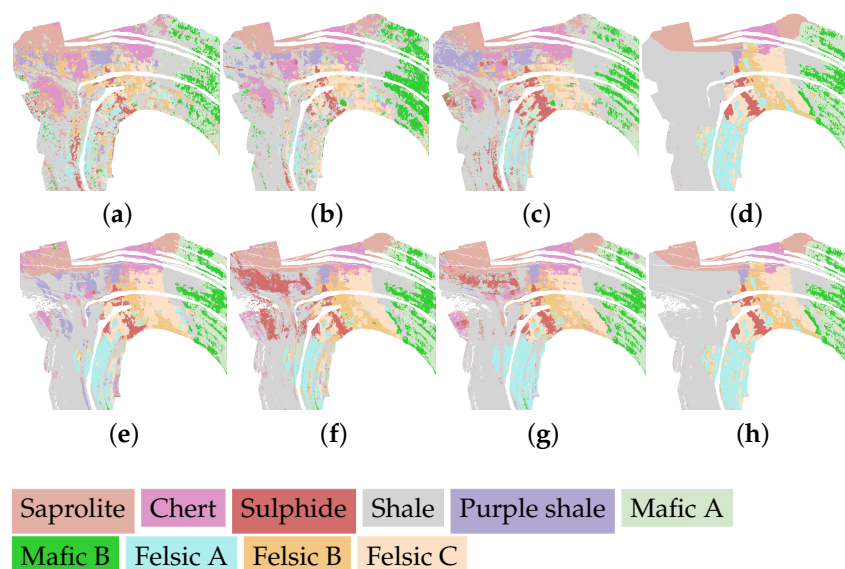 (a) (b) (c) (d)
(e) (f) (g) (h)
Saprolite Chert Sulphide Shale Purple shale Mafic A
Mafic B Felsic A Felsic B Felsic C